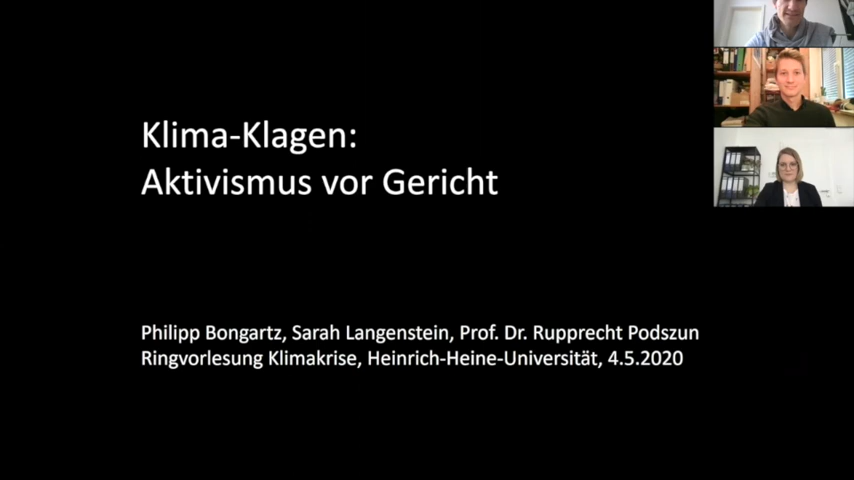 Klima-Klagen:
Aktivismus vor Gericht
Philipp Bongartz, Sarah Langenstein, Prof. Dr. Rupprecht Podszun
Ringvorlesung Klimakrise, Heinrich-Heine-Universität, 4.5.2020